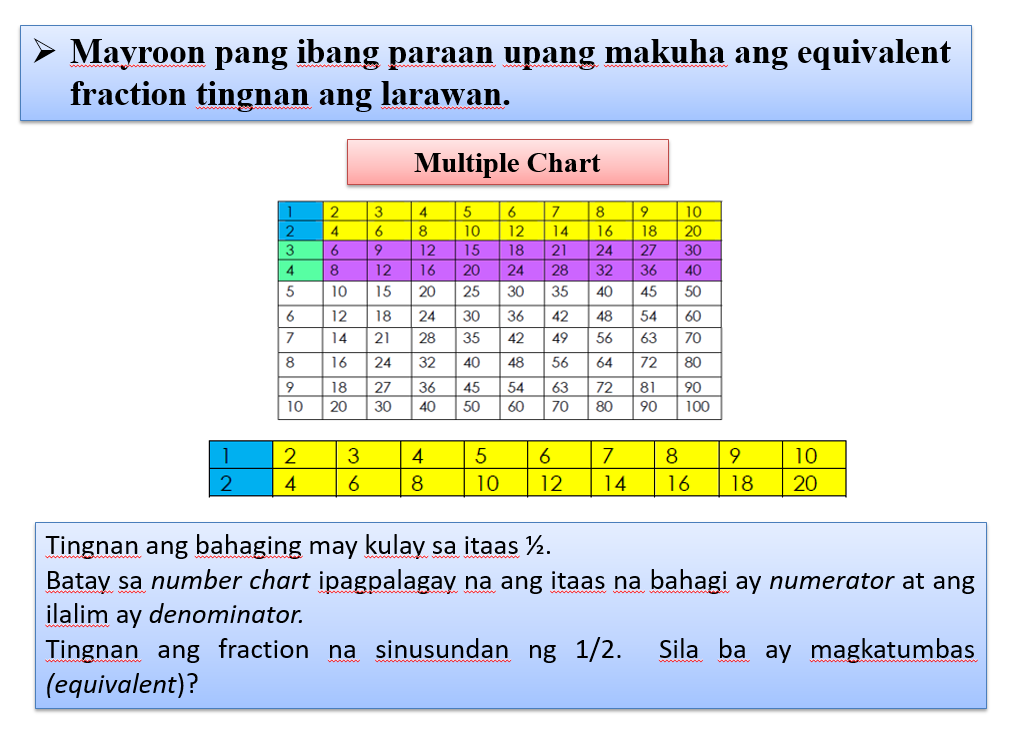 ➢ Mayroon pang ibang paraan upang makuha ang equivalent
fraction tingnan ang larawan.
Multiple Chart
1 2 3 4 5 6 7 8 9 10
2 4 6 8 10 12 14 16 18 20
3 6 9 12 15 18 21 24 27 30
4 8 12 16 20 24 28 32 36 40
5 10 15 20 25 30 35 40 45 50
6 12 18 24 30 36 42 48 54 60
7 14 21 28 35 42 49 56 63 70
8 16 24 32 40 48 56 64 72 80
9 18 27 36 45 54 63 72 81 90
10 20 30 40 50 60 70 80 90 100
1 2 3 4 5 6 7 8 9 10
2 4 6 8 10 12 14 16 18 20
Tingnan ang bahaging may kulay sa itaas ½.
Batay sa number chart ipagpalagay na ang itaas na bahagi ay numerator at ang
ilalim ay denominator.
Tingnan ang fraction na sinusundan ng 1/2. Sila ba ay magkatumbas
(equivalent)?